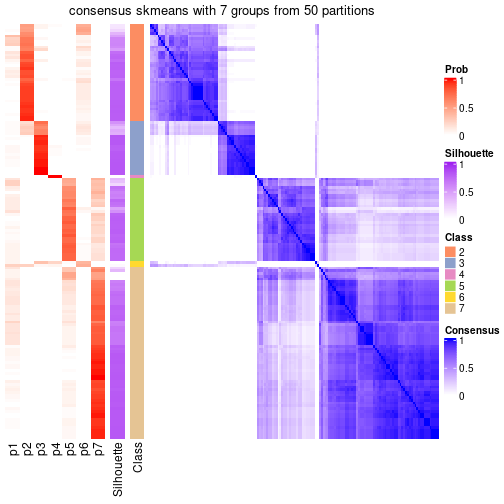 consensus skmeans with 7 groups from 50 partitions
Prob
1
0.5
0
Silhouette
1
0.5
0
Class
2
3
4
5
6
7
Consensus
1
0.5
0
p1
p2
p3
p4
p5
p6
p7
Silhouette
Class